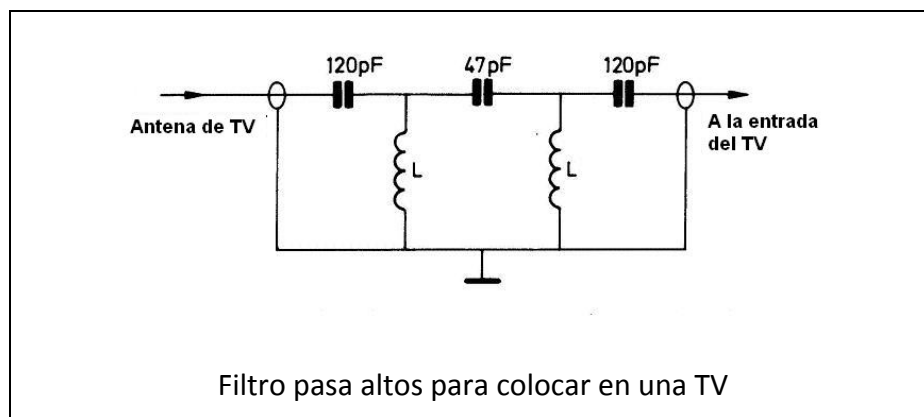 120pF 47pF 120pF
Antena de TV
A la entrada
del TV
L L
Filtro pasa altos para colocar en una TV